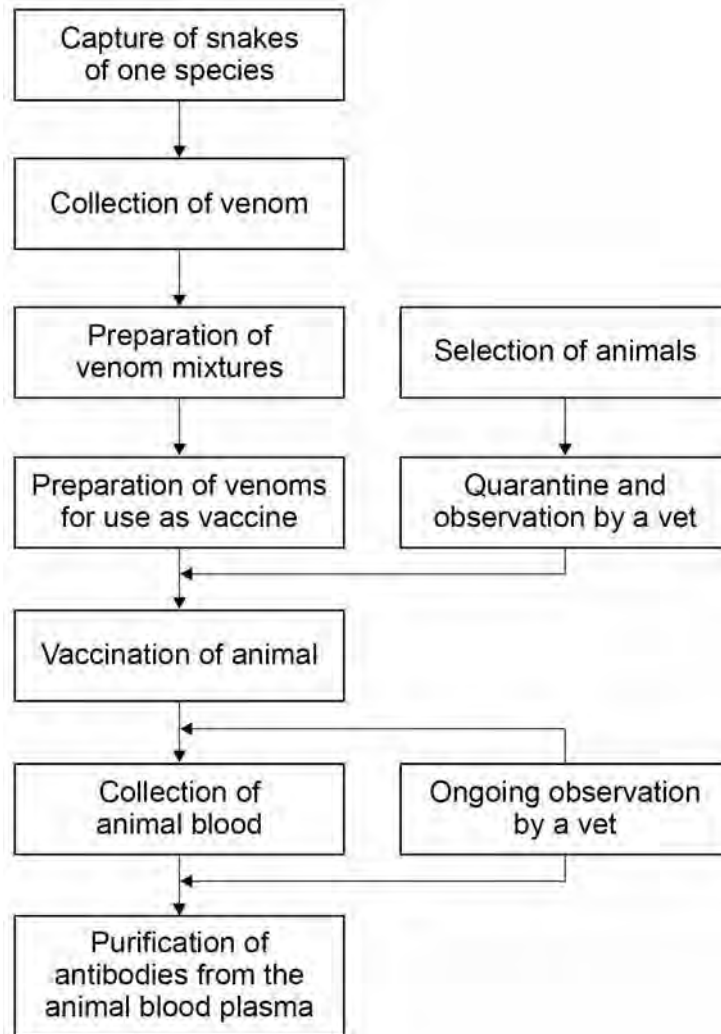 Capture of snakes
of one species
Collection of venom
Preparation of
venom mixtures
Selection of animals
Preparation of venoms
for use as vaccine
Quarantine and
observation by a vet
Vaccination of animal
Collection of
animal blood
Ongoing observation
by a vet
Purification of
antibodies from the
animal blood plasma